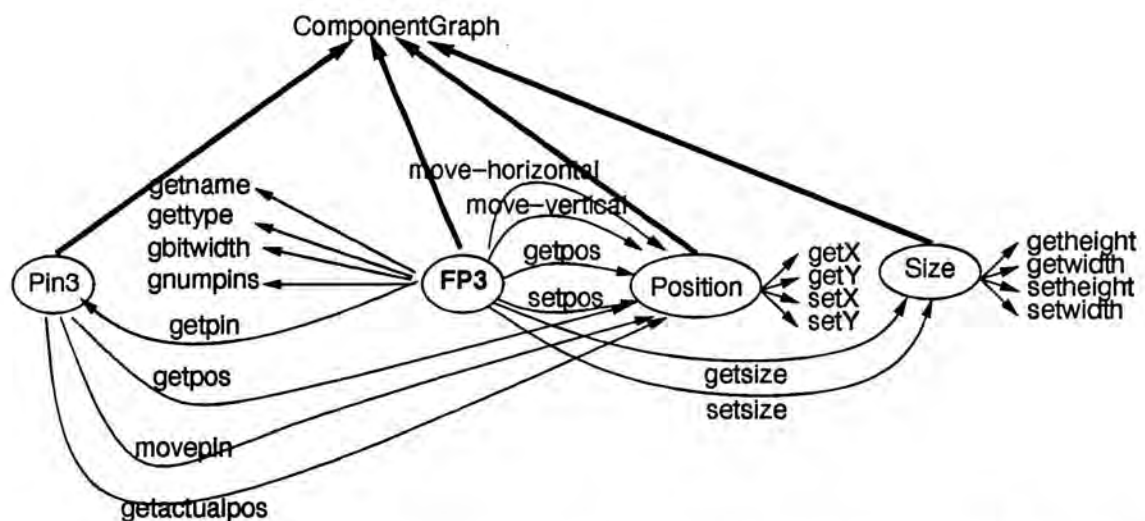 ComponentGraph
move-horizontal
getname
gettype
move-vertical
gbitwidth
getpos
getX
getheight
gnumpins
getY
getwidth
Pin3
FP3
Position
Size
setpos
setX
setheight
getpin
setY
setwidth
getpos
getsize
setsize
movepin
getactualpos